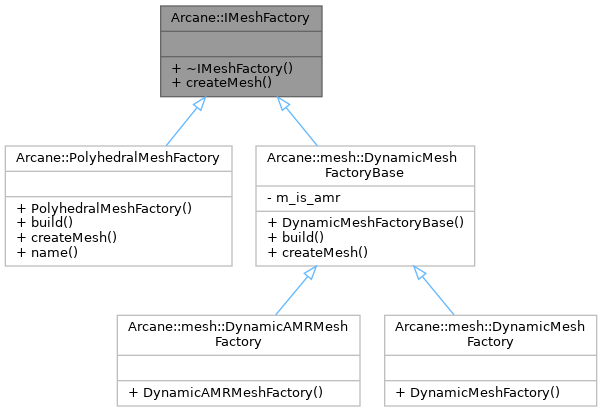 Arcane::IMeshFactory
+ ~IMeshFactory()
+ createMesh()
Arcane::PolyhedralMeshFactory
+ PolyhedralMeshFactory()
+ build()
+ createMesh()
+ name()
Arcane::mesh::DynamicMesh
FactoryBase
- m_is_amr
+ DynamicMeshFactoryBase()
+ build()
+ createMesh()
Arcane::mesh::DynamicAMRMesh
Factory
+ DynamicAMRMeshFactory()
Arcane::mesh::DynamicMesh
Factory
+ DynamicMeshFactory()